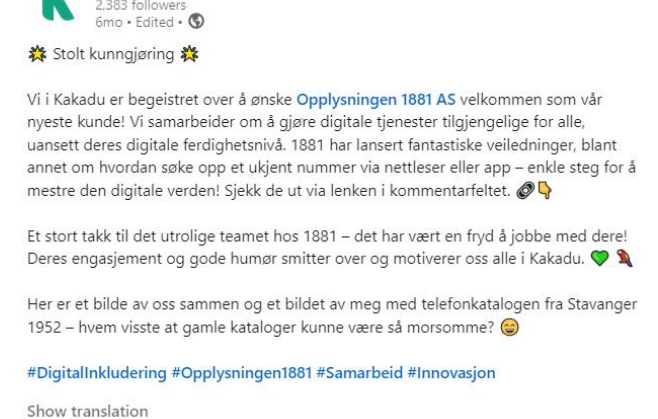 2,383 followers
6mo • Edited •
🌟 Stolt kunngjøring 🌟
Vi i Kakadu er begeistret over å ønske Opplysningen 1881 AS velkommen som vår
nyeste kunde! Vi samarbeider om å gjøre digitale tjenester tilgjengelige for alle,
uansett deres digitale ferdighetsnivå. 1881 har lansert fantastiske veiledninger, blant
annet om hvordan søke opp et ukjent nummer via nettleser eller app – enkle steg for å
mestre den digitale verden! Sjekk de ut via lenken i kommentarfeltet. 🔗👇
Et stort takk til det utrolige teamet hos 1881 – det har vært en fryd å jobbe med dere!
Deres engasjement og gode humør smitter over og motiverer oss alle i Kakadu. 💚 🦜
Her er et bilde av oss sammen og et bildet av meg med telefonkatalogen fra Stavanger
1952 – hvem visste at gamle kataloger kunne være så morsomme? 😄
#DigitalInkludering #Opplysningen1881 #Samarbeid #Innovasjon
Show translation